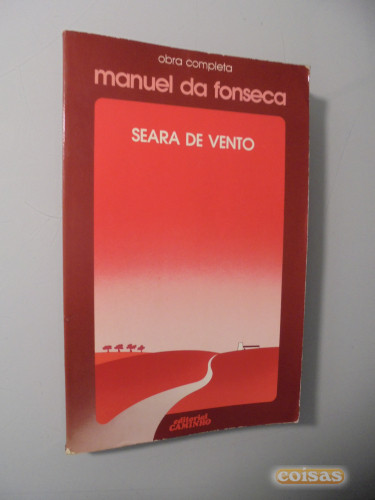 obra completa
manuel da fonseca
SEARA DE VENTO
editorial
CAMINHO
coisas